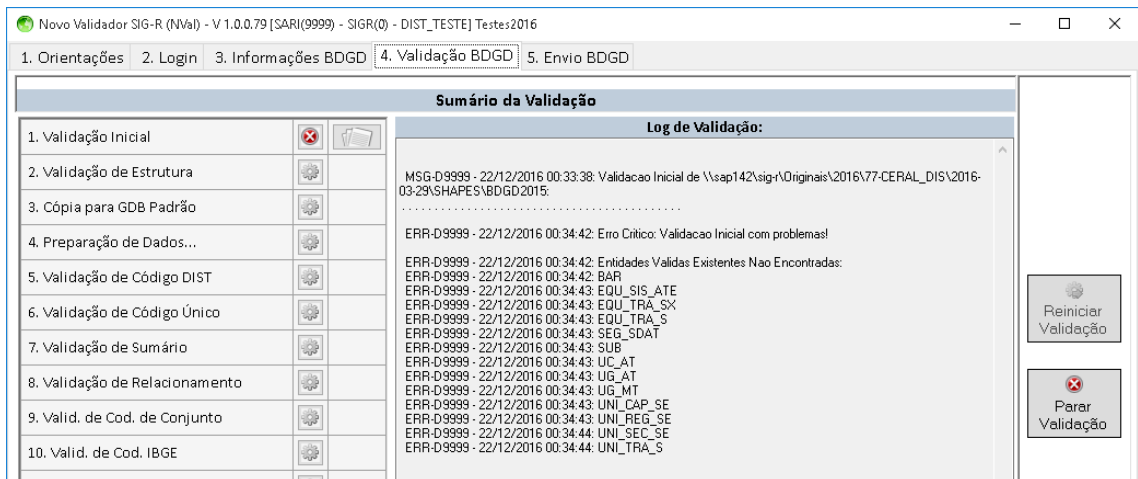 Novo Validador SIG-R (NVal) - V 1.0.0.79 [SARI(9999) - SIGR(0) - DIST_TESTE] Testes2016
1. Orientações 2. Login 3. Informações BDGD 4. Validação BDGD 5. Envio BDGD
Sumário da Validação
1. Validação Inicial
2. Validação de Estrutura
3. Cópia para GDB Padrão
4. Preparação de Dados...
5. Validação de Código DIST
6. Validação de Código Único
7. Validação de Sumário
8. Validação de Relacionamento
9. Valid. de Cod. de Conjunto
10. Valid. de Cod. IBGE
Log de Validação:
MSG-D9999 - 22/12/2016 00:33:38: Validacao Inicial de \\sap142\sig-r\Originais\2016\77-CERAL_DIS\2016-
03-29\SHAPES\BDGD2015:
. . . . . . . . . . . . . . . . . . . . . . . . . . . . . . . . . . . . . . . . . . .
ERR-D9999 - 22/12/2016 00:34:42: Erro Critico: Validacao Inicial com problemas!
ERR-D9999 - 22/12/2016 00:34:42: Entidades Validas Existentes Nao Encontradas:
ERR-D9999 - 22/12/2016 00:34:42: BAR
ERR-D9999 - 22/12/2016 00:34:43: EQU_SIS_ATE
ERR-D9999 - 22/12/2016 00:34:43: EQU_TRA_SX
ERR-D9999 - 22/12/2016 00:34:43: EQU_TRA_S
ERR-D9999 - 22/12/2016 00:34:43: SEG_SDAT
ERR-D9999 - 22/12/2016 00:34:43: SUB
ERR-D9999 - 22/12/2016 00:34:43: UC_AT
ERR-D9999 - 22/12/2016 00:34:43: UG_AT
ERR-D9999 - 22/12/2016 00:34:43: UG_MT
ERR-D9999 - 22/12/2016 00:34:43: UNI_CAP_SE
ERR-D9999 - 22/12/2016 00:34:43: UNI_REG_SE
ERR-D9999 - 22/12/2016 00:34:44: UNI_SEC_SE
ERR-D9999 - 22/12/2016 00:34:44: UNI_TRA_S
Reiniciar
Validação
Parar
Validação